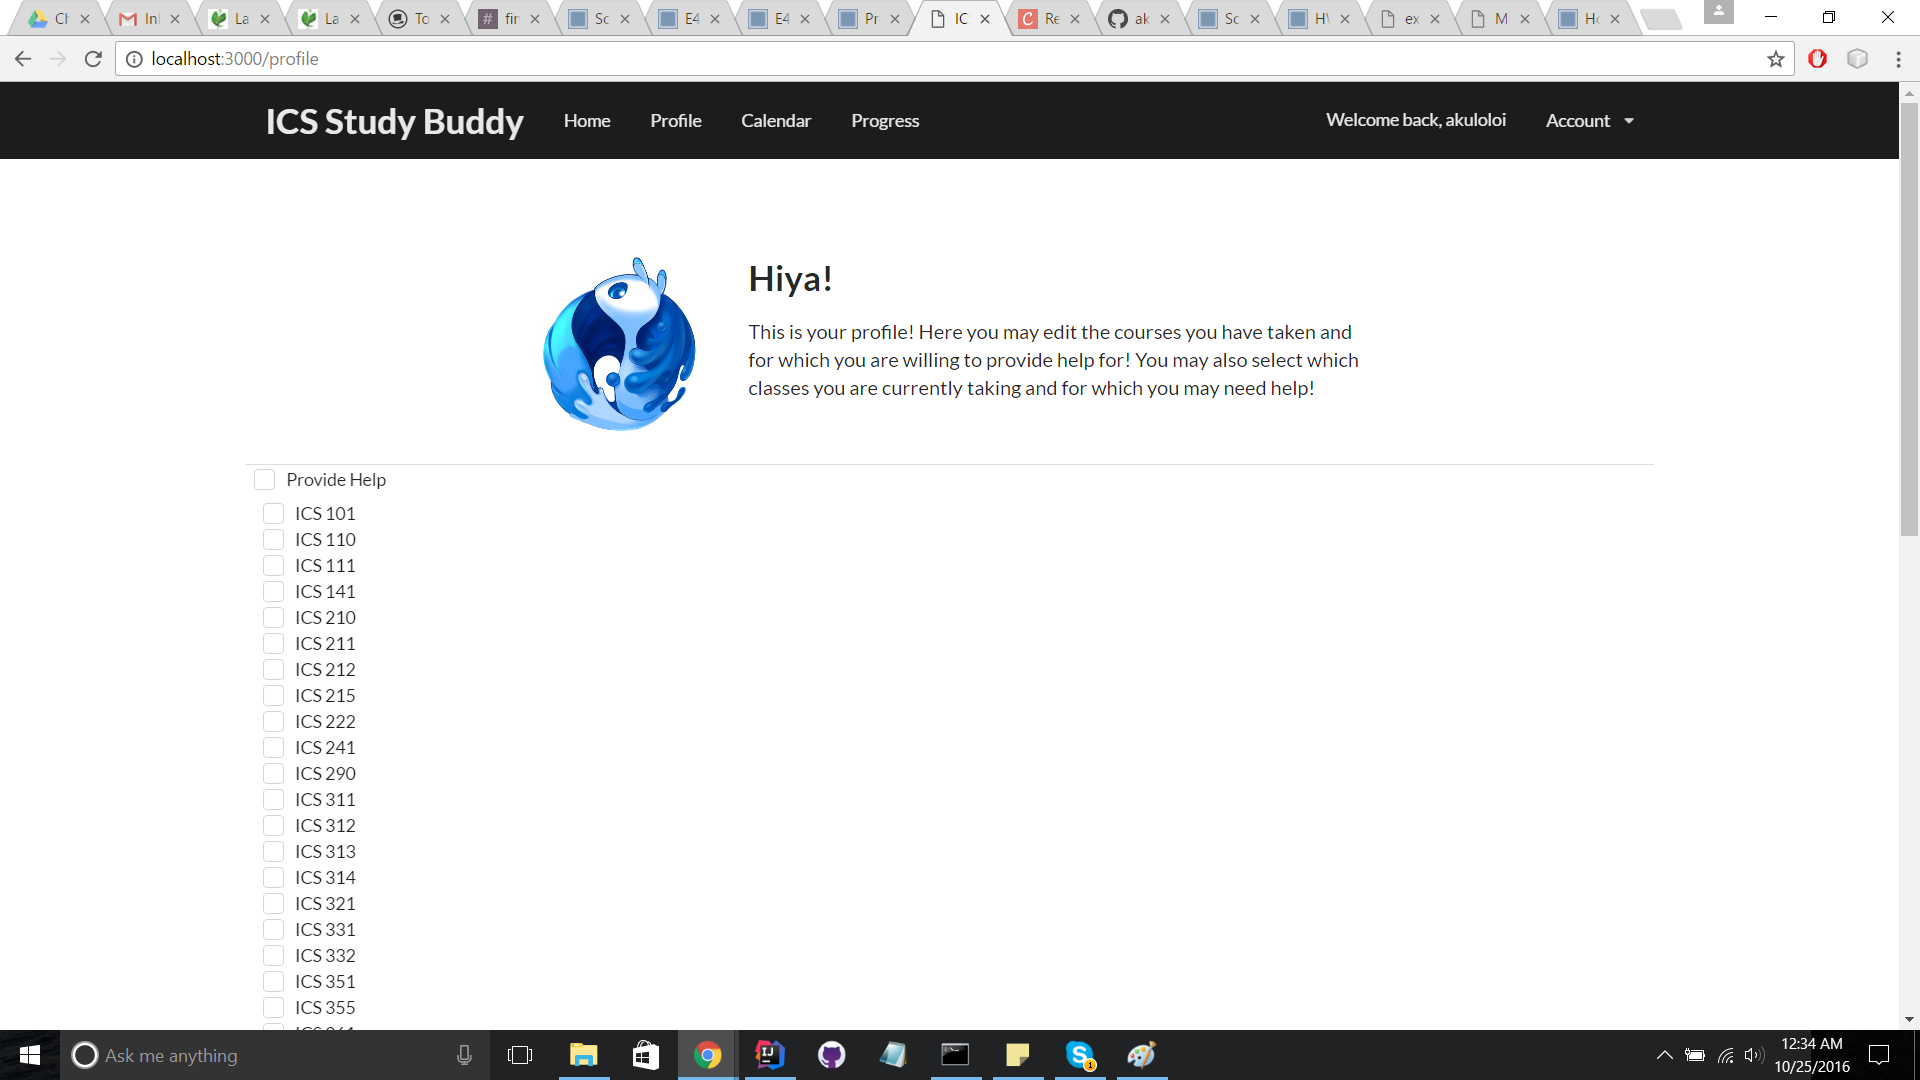 Ch
In
La
La
To
fir
Sc
E4
E4
Pr
IC
Re
ak
Sc
H
ex
M
Ho
localhost:3000/profile
ICS Study Buddy Home Profile Calendar Progress Welcome back, akuloloi Account
Hiya!
This is your profile! Here you may edit the courses you have taken and
for which you are willing to provide help for! You may also select which
classes you are currently taking and for which you may need help!
Provide Help
ICS 101
ICS 110
ICS 111
ICS 141
ICS 210
ICS 211
ICS 212
ICS 215
ICS 222
ICS 241
ICS 290
ICS 311
ICS 312
ICS 313
ICS 314
ICS 321
ICS 331
ICS 332
ICS 351
ICS 355
Ask me anything
12:34 AM
10/25/2016